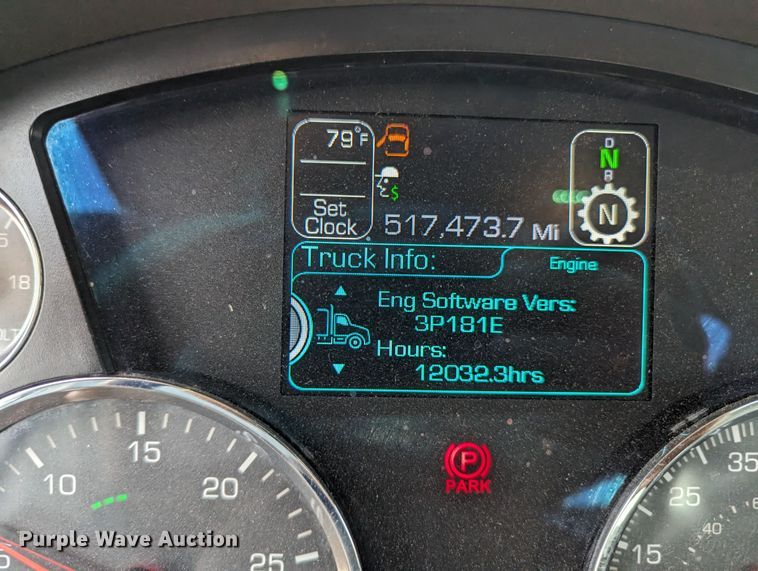 79°F
Set
Clock
$
517,473.7 Mi
D
N
R
N
Truck Info:
Engine
Eng Software Vers:
3P181E
Hours:
12032.3hrs
18
P
PARK
5
10
15
20
25
15
25
35
40
Purple Wave Auction